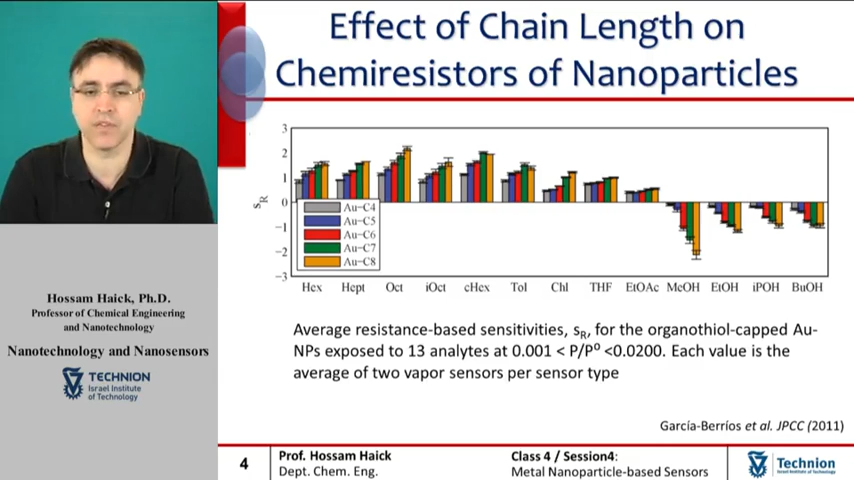 Effect of Chain Length on
Chemiresistors of Nanoparticles
3
2
1
0
−1
−2
−3
sR
Au−C4
Au−C5
Au−C6
Au−C7
Au−C8
Hex Hept Oct iOct cHex Tol Chl THF EtOAc MeOH EtOH iPOH BuOH
Average resistance-based sensitivities, sR, for the organothiol-capped Au-
NPs exposed to 13 analytes at 0.001 < P/Po <0.0200. Each value is the
average of two vapor sensors per sensor type
García-Berríos et al. JPCC (2011)
Hossam Haick, Ph.D.
Professor of Chemical Engineering
and Nanotechnology
Nanotechnology and Nanosensors
TECHNION
Israel Institute
of Technology
4
Prof. Hossam Haick
Dept. Chem. Eng.
Class 4 / Session4:
Metal Nanoparticle-based Sensors
Technion
Israel Institute of Technology